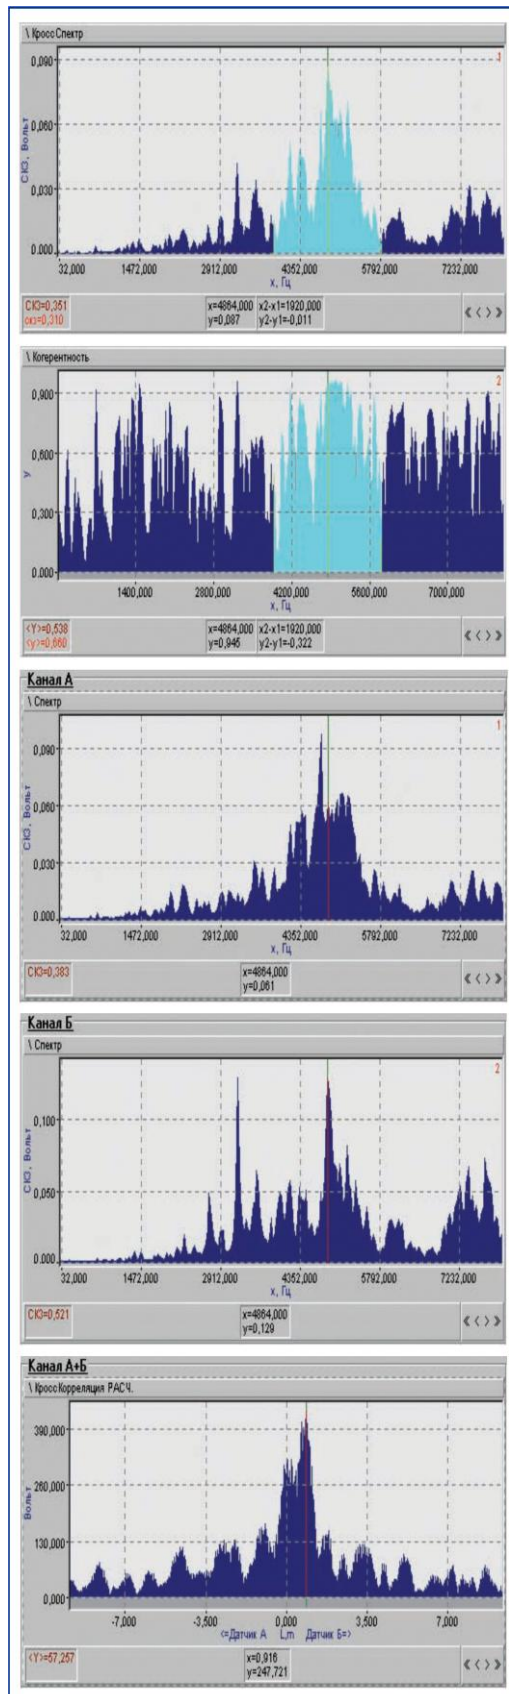 \ КроссСпектр
1
0,090
0,060
0,030
0,000
СКЗ, Вольт
32,000 1472,000 2912,000 4352,000 5792,000 7232,000
х, Гц
СКЗ=0,351 x=4864,000 x2-x1=1920,000
скз=0,310 y=0,087 y2-y1=-0,011
\ Когерентность
2
0,900
0,600
0,300
0,000
у
1400,000 2800,000 4200,000 5600,000 7000,000
х, Гц
<Y>=0,538 x=4864,000 x2-x1=1920,000
<y>=0,660 y=0,945 y2-y1=-0,322
Канал А
\ Спектр
1
0,090
0,060
0,030
0,000
СКЗ, Вольт
32,000 1472,000 2912,000 4352,000 5792,000 7232,000
х, Гц
СКЗ=0,383 x=4864,000
y=0,061
Канал Б
\ Спектр
2
0,100
0,050
0,000
СКЗ, Вольт
32,000 1472,000 2912,000 4352,000 5792,000 7232,000
х, Гц
СКЗ=0,521 x=4864,000
y=0,129
Канал А+Б
\ КроссКорреляция РАСЧ.
390,000
260,000
130,000
0,000
Вольт
-7,000 -3,500 0,000 3,500 7,000
<=Датчик А L,m Датчик Б=>
<Y>=57,257 x=0,916
y=247,721